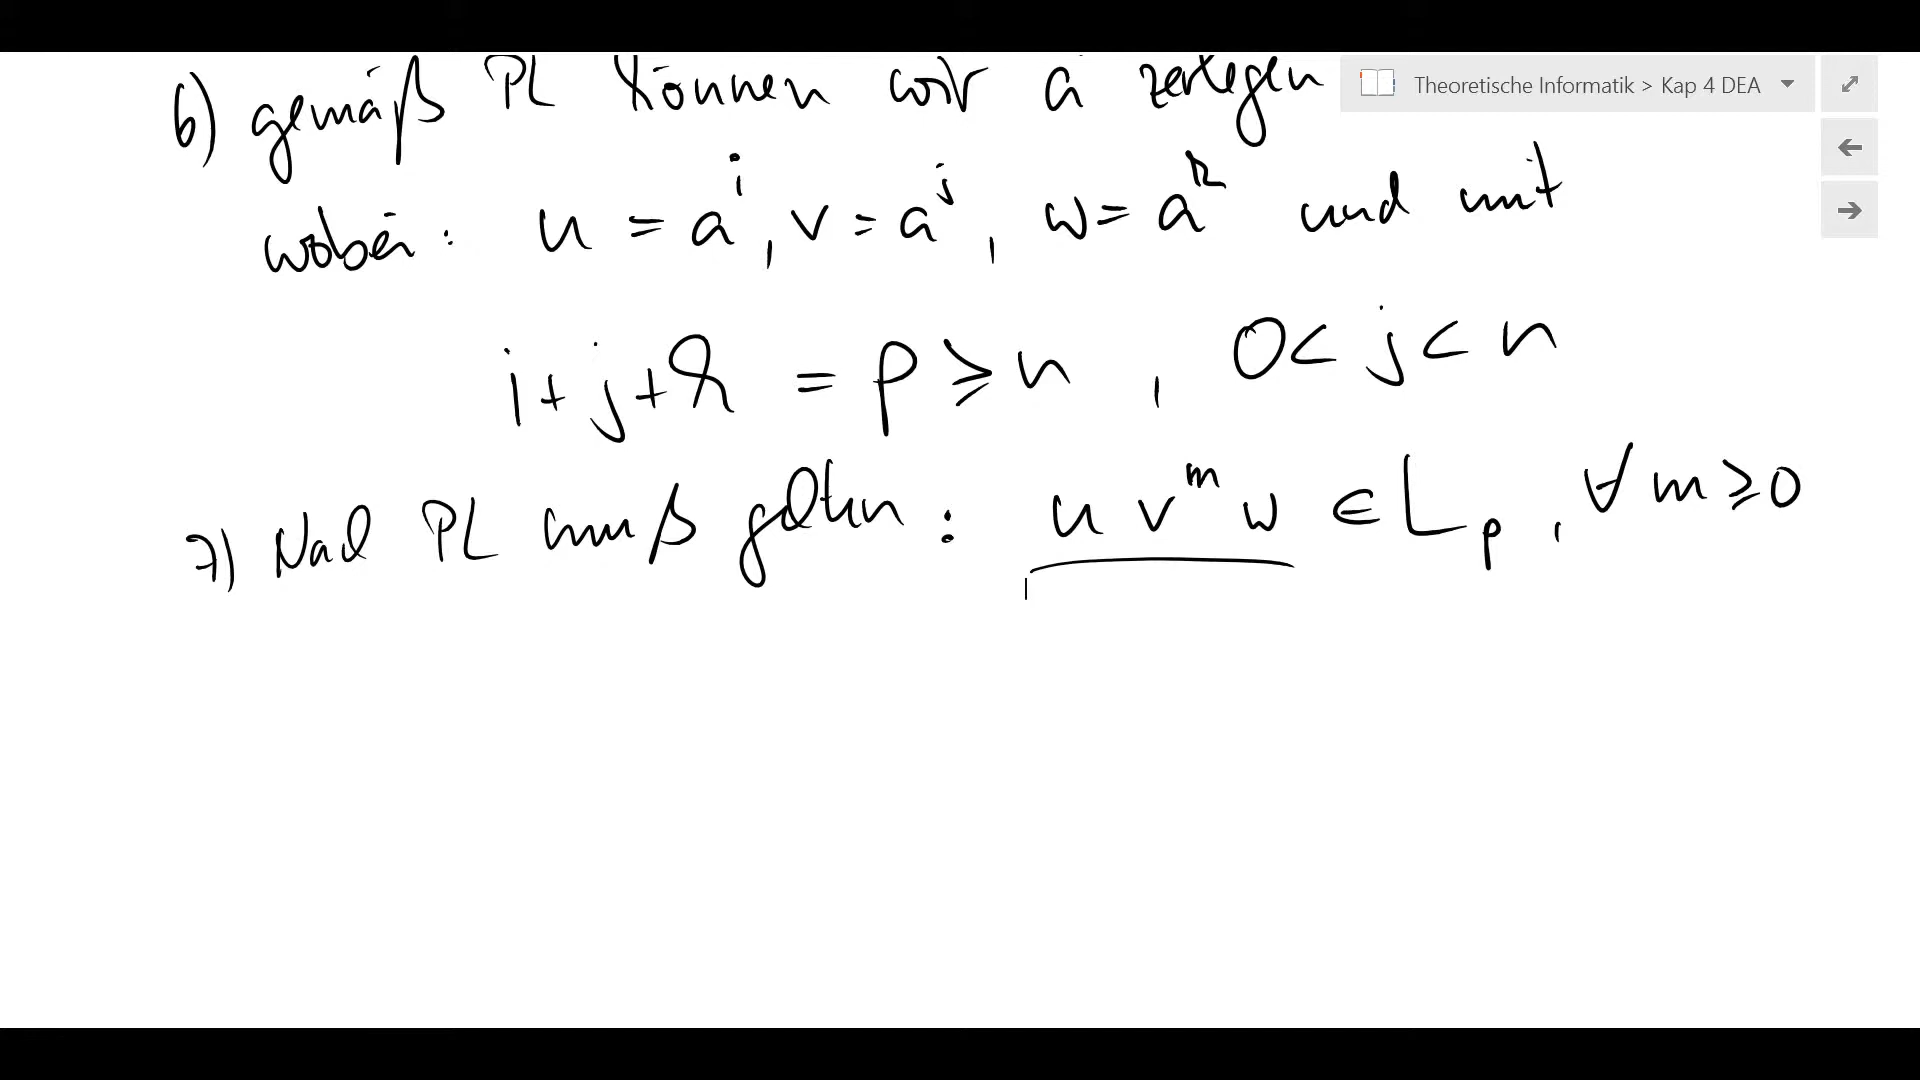 6) gemäß PL können wir a zerlegen
Theoretische Informatik > Kap 4 DEA
wobei: u = a^i, v = a^j, w = a^k und mit
i + j + k = p ≥ n, 0 < j < n
7) Nach PL muß gelten: u v^m w ∈ L_p, ∀ m ≥ 0